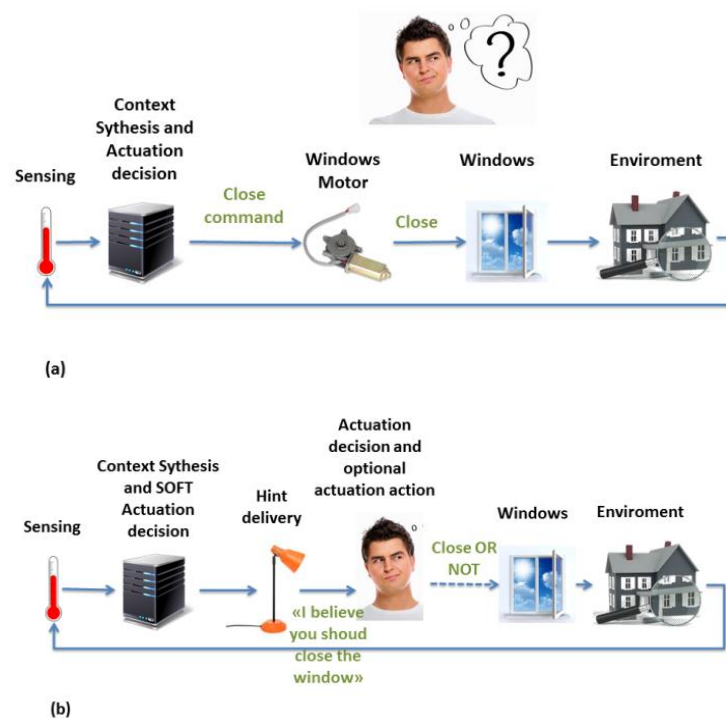 ?
Context
Sythesis and
Actuation
decision
Sensing
Windows
Motor
Windows
Enviroment
Close
command
Close
(a)
Actuation
decision and
optional
actuation action
Context Sythesis
and SOFT
Actuation
decision
Hint
delivery
Sensing
Windows
Enviroment
Close OR
NOT
«I believe
you shoud
close the
window»
(b)